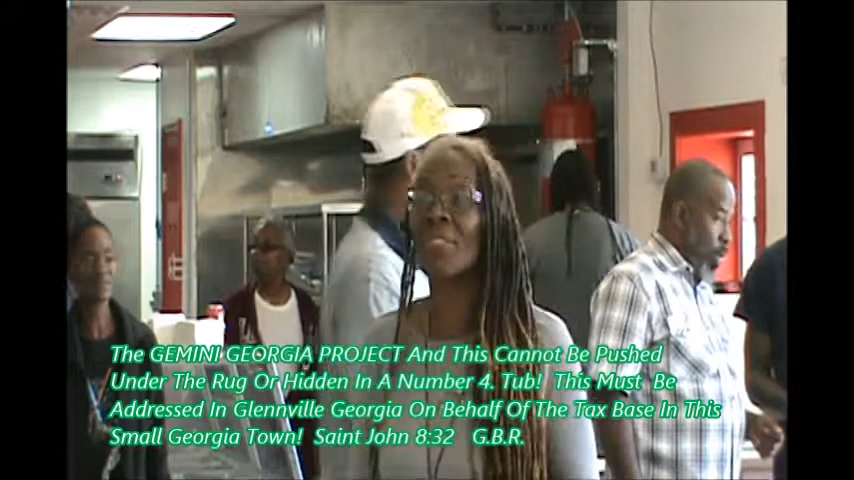 The GEMINI GEORGIA PROJECT And This Cannot Be Pushed
Under The Rug Or Hidden In A Number 4. Tub!  This Must Be
Addressed In Glennville Georgia On Behalf Of The Tax Base In This
Small Georgia Town!  Saint John 8:32   G.B.R.